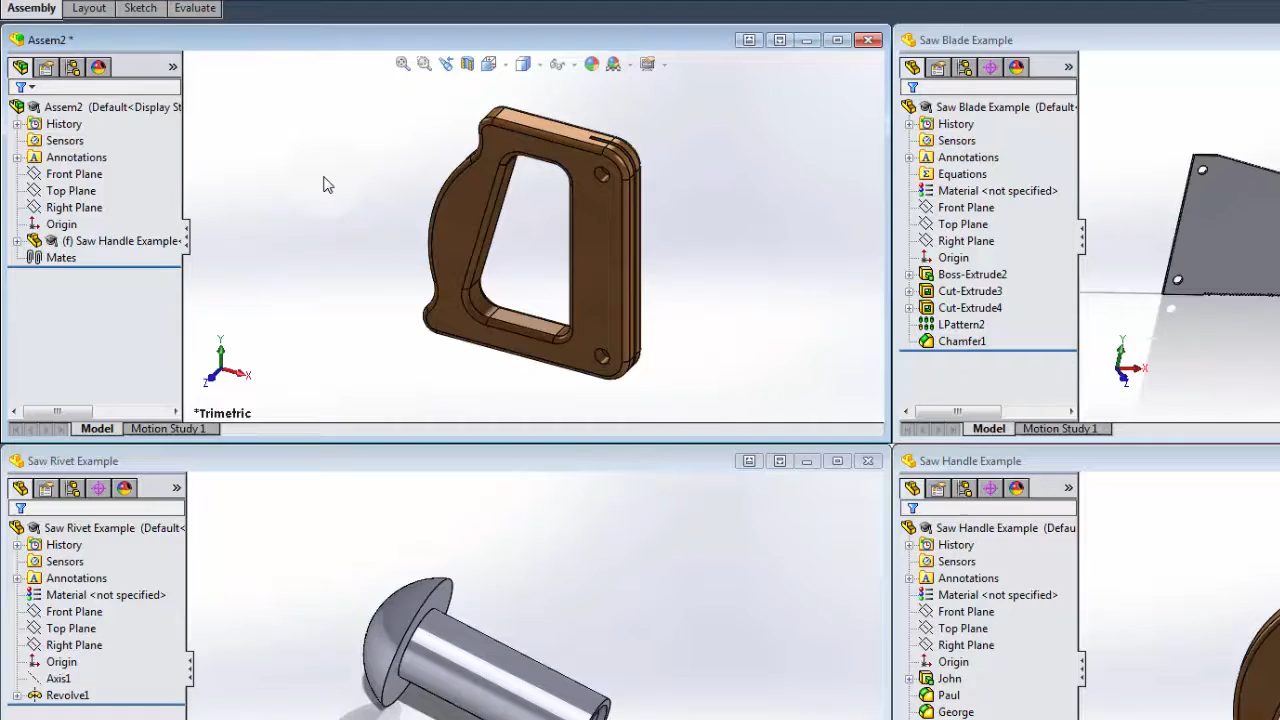 Assembly Layout Sketch Evaluate
Assem2 *
Assem2 (Default<Display St
History
Sensors
Annotations
Front Plane
Top Plane
Right Plane
Origin
(f) Saw Handle Example<
Mates
Y
X
Z
*Trimetric
Model Motion Study 1
Saw Blade Example
Saw Blade Example (Default<
History
Sensors
Annotations
Equations
Material <not specified>
Front Plane
Top Plane
Right Plane
Origin
Boss-Extrude2
Cut-Extrude3
Cut-Extrude4
LPattern2
Chamfer1
Y
X
Z
Model Motion Study 1
Saw Rivet Example
Saw Rivet Example (Default<
History
Sensors
Annotations
Material <not specified>
Front Plane
Top Plane
Right Plane
Origin
Axis1
Revolve1
Saw Handle Example
Saw Handle Example (Defau
History
Sensors
Annotations
Material <not specified>
Front Plane
Top Plane
Right Plane
Origin
John
Paul
George